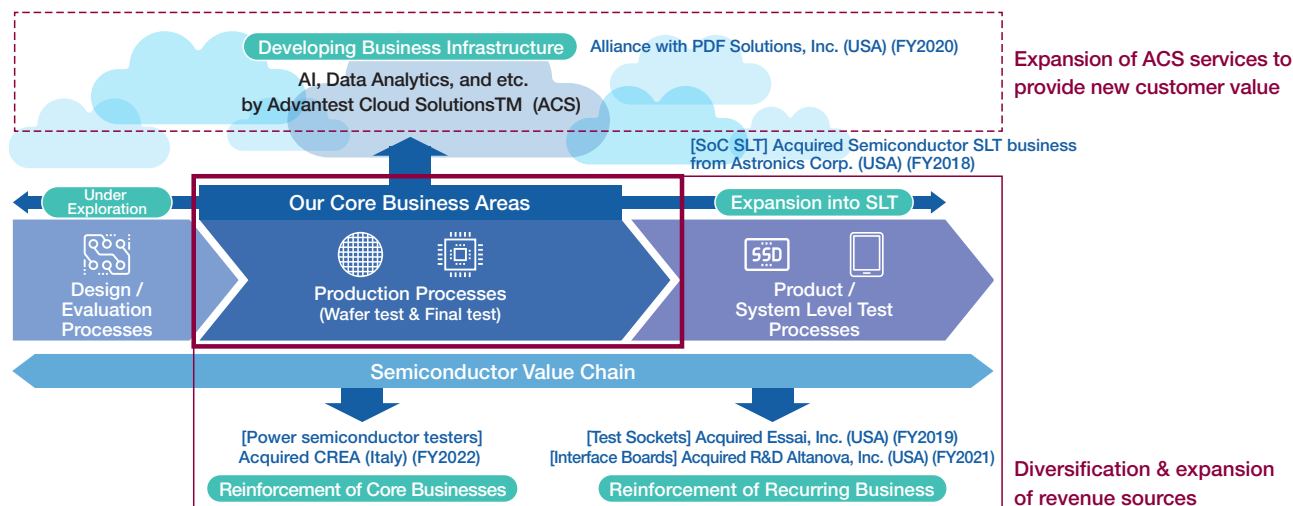 Developing Business Infrastructure
Alliance with PDF Solutions, Inc. (USA) (FY2020)
AI, Data Analytics, and etc.
by Advantest Cloud SolutionsTM (ACS)
Expansion of ACS services to
provide new customer value
[SoC SLT] Acquired Semiconductor SLT business
from Astronics Corp. (USA) (FY2018)
Under
Exploration
Our Core Business Areas
Expansion into SLT
Design /
Evaluation
Processes
Production Processes
(Wafer test & Final test)
SSD
Product /
System Level Test
Processes
Semiconductor Value Chain
[Power semiconductor testers]
Acquired CREA (Italy) (FY2022)
Reinforcement of Core Businesses
[Test Sockets] Acquired Essai, Inc. (USA) (FY2019)
[Interface Boards] Acquired R&D Altanova, Inc. (USA) (FY2021)
Reinforcement of Recurring Business
Diversification & expansion
of revenue sources